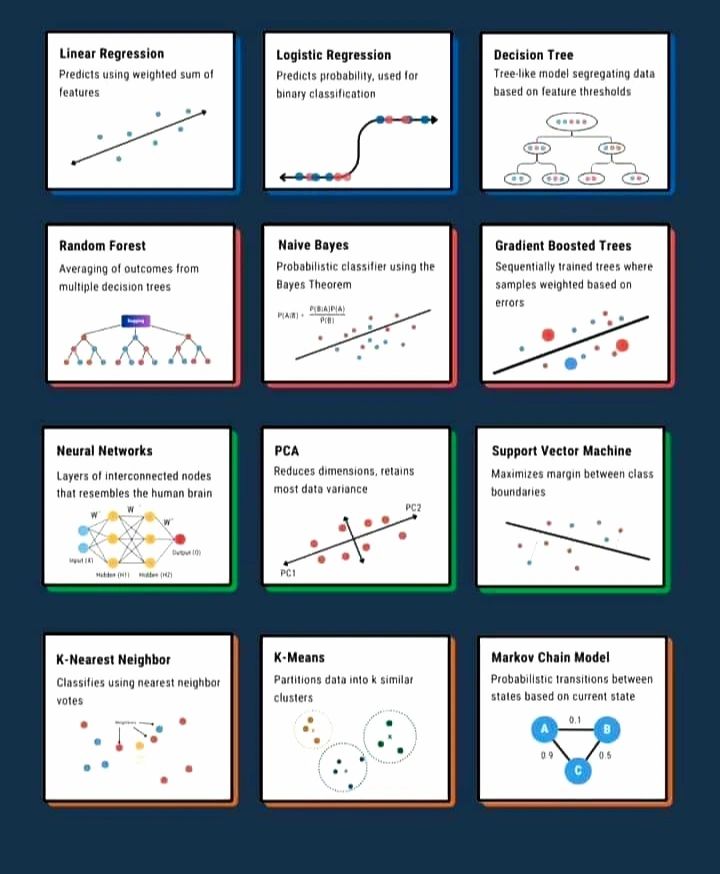 Linear Regression
Predicts using weighted sum of
features
Logistic Regression
Predicts probability, used for
binary classification
Decision Tree
Tree-like model segregating data
based on feature thresholds
Random Forest
Averaging of outcomes from
multiple decision trees
Bagging
Naive Bayes
Probabilistic classifier using the
Bayes Theorem
P(A|B) = P(B|A)P(A)
P(B)
Gradient Boosted Trees
Sequentially trained trees where
samples weighted based on
errors
Neural Networks
Layers of interconnected nodes
that resembles the human brain
W W W
Input (X)
Hidden (H1) Hidden (H2)
Output (O)
PCA
Reduces dimensions, retains
most data variance
PC2
PC1
Support Vector Machine
Maximizes margin between class
boundaries
K-Nearest Neighbor
Classifies using nearest neighbor
votes
Neighbors
K-Means
Partitions data into k similar
clusters
Markov Chain Model
Probabilistic transitions between
states based on current state
A 0.1 B
0.9 0.5
C